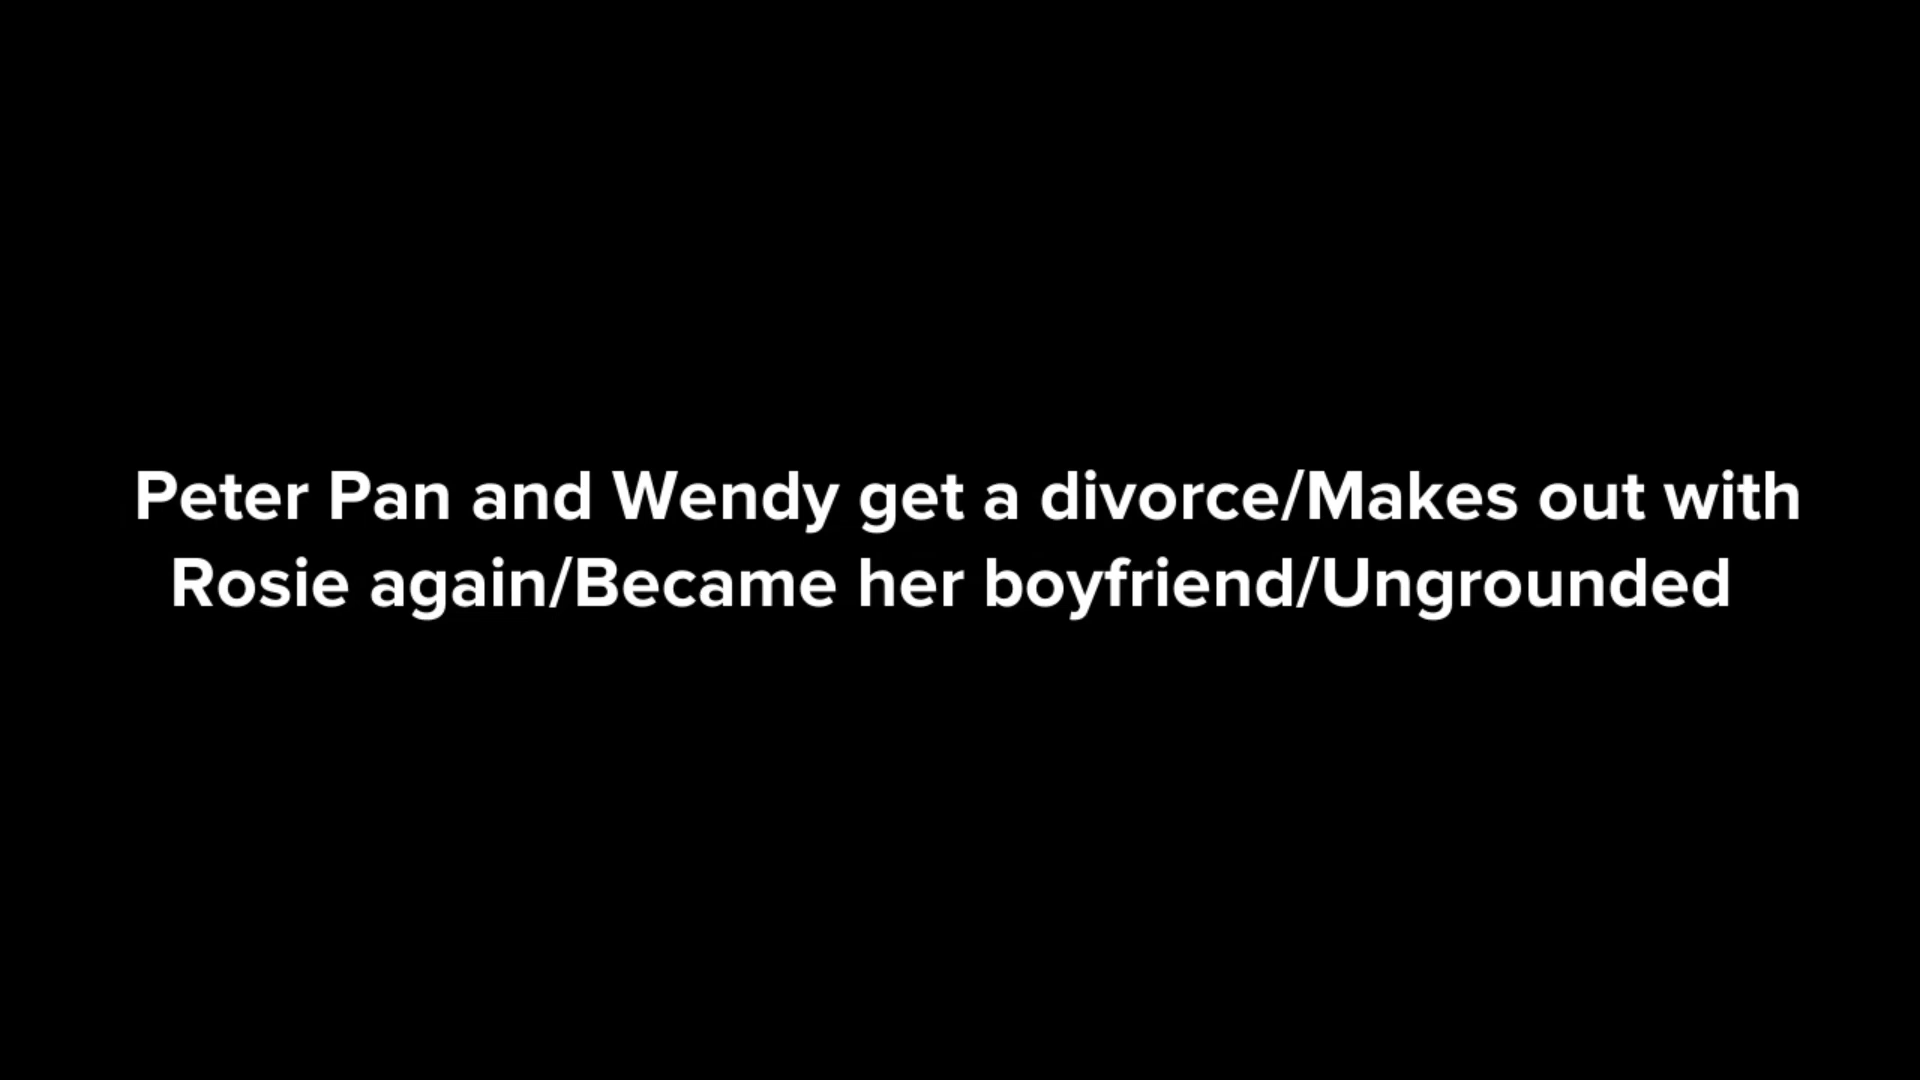 Peter Pan and Wendy get a divorce/Makes out with
Rosie again/Became her boyfriend/Ungrounded